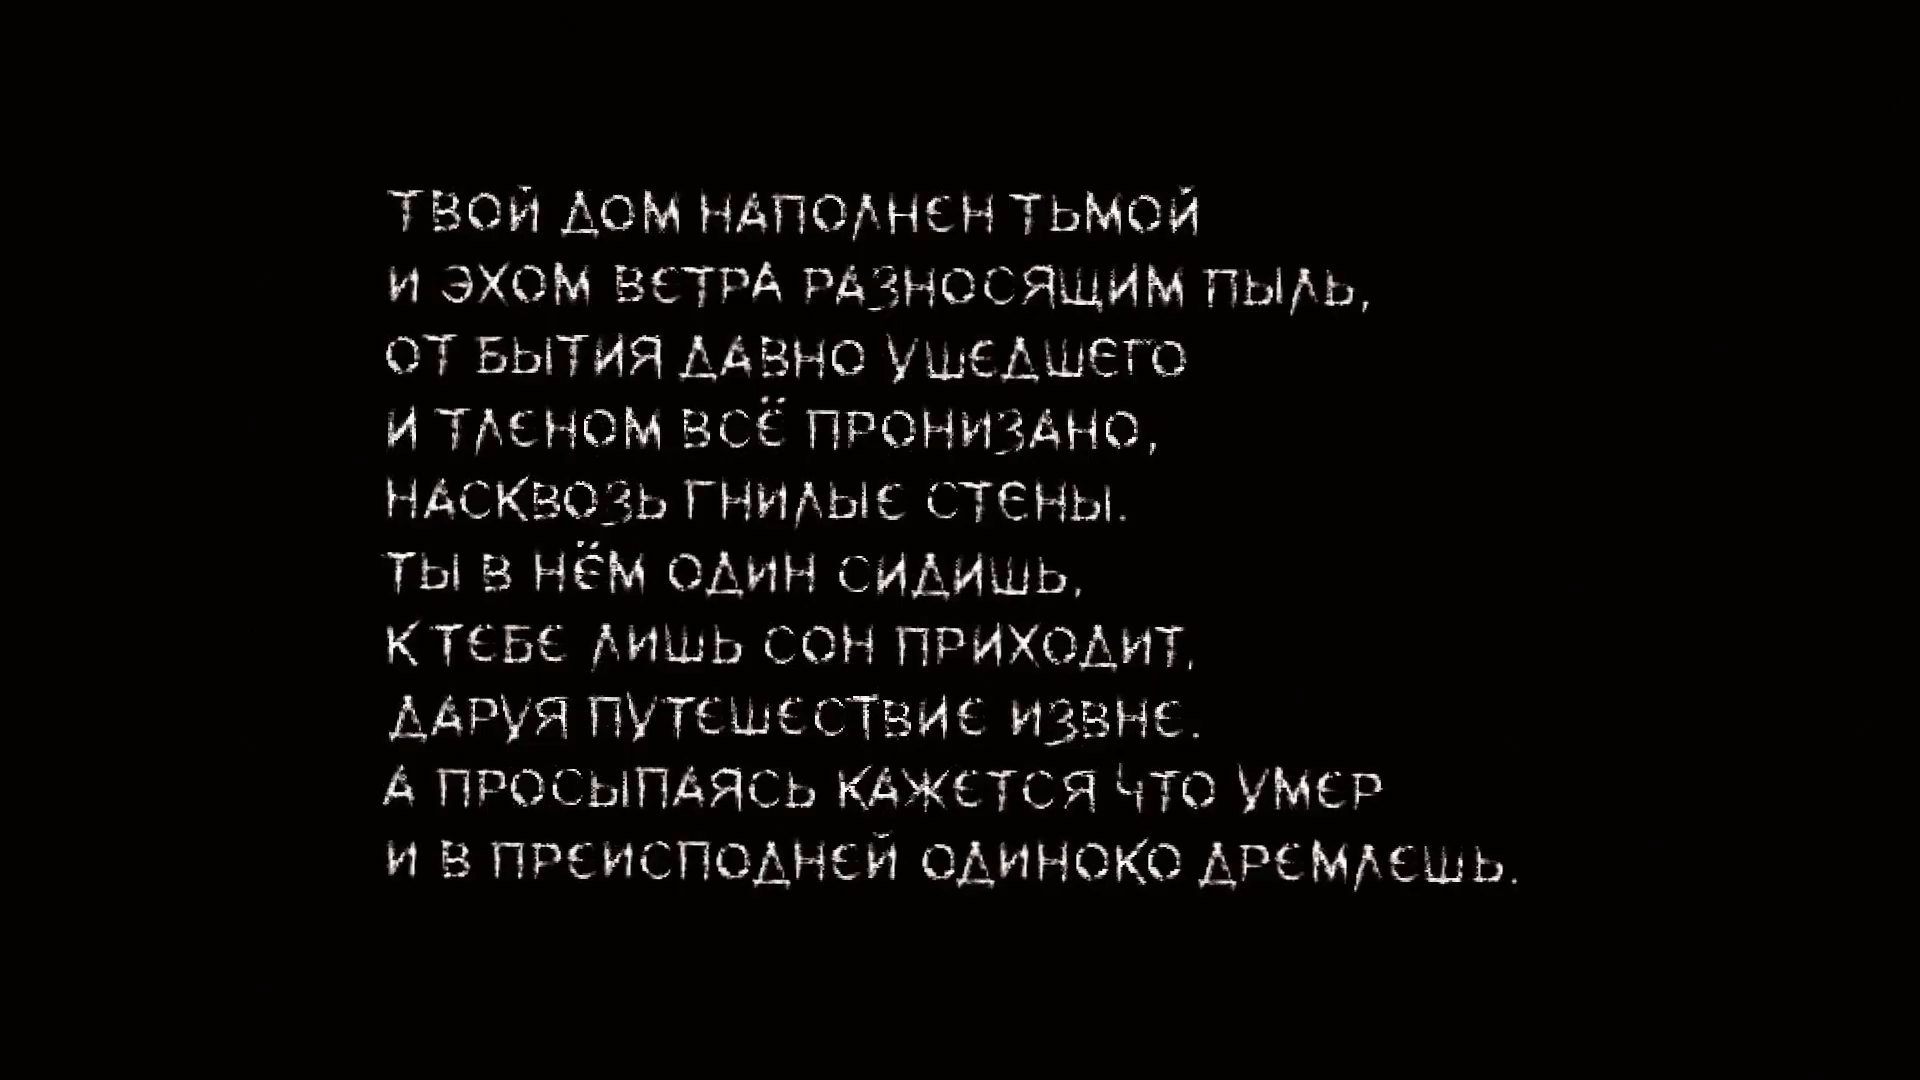 ТВОЙ ДОМ НАПОЛНЕН ТЬМОЙ
И ЭХОМ ВЕТРА РАЗНОСЯЩИМ ПЫЛЬ,
ОТ БЫТИЯ ДАВНО УШЕДШЕГО
И ТЛЕНОМ ВСЁ ПРОНИЗАНО,
НАСКВОЗЬ ГНИЛЫЕ СТЕНЫ.
ТЫ В НЁМ ОДИН СИДИШЬ,
К ТЕБЕ ЛИШЬ СОН ПРИХОДИТ,
ДАРУЯ ПУТЕШЕСТВИЕ ИЗВНЕ.
А ПРОСЫПАЯСЬ КАЖЕТСЯ ЧТО УМЕР
И В ПРЕИСПОДНЕЙ ОДИНОКО ДРЕМЛЕШЬ.